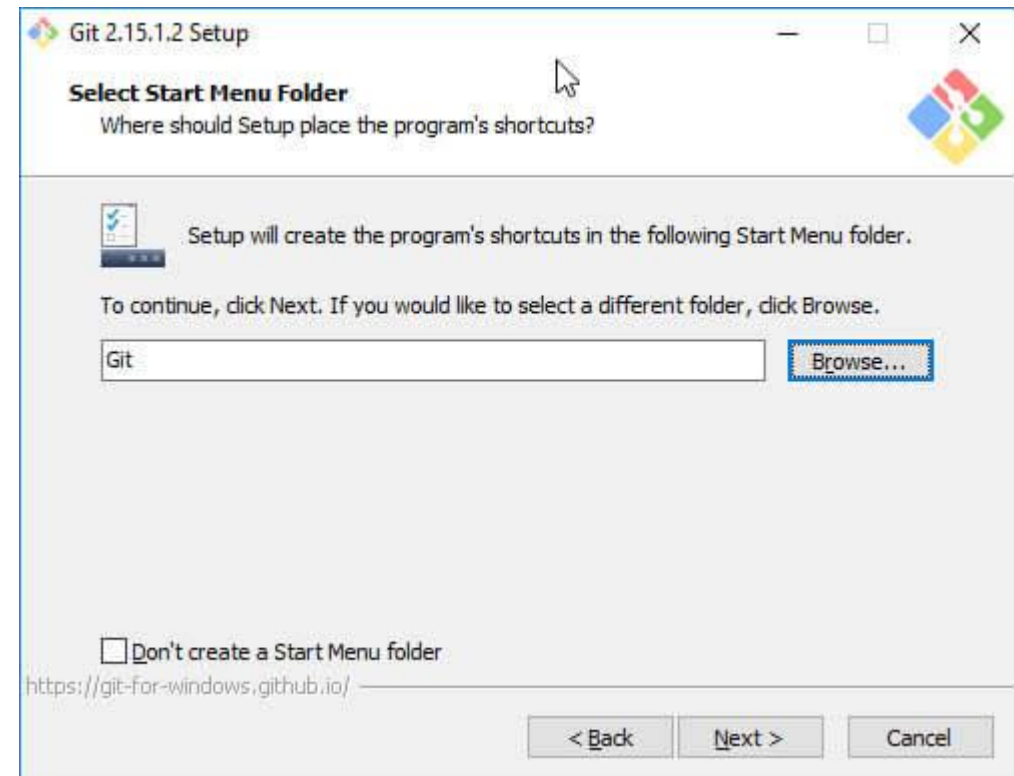 Git 2.15.1.2 Setup
Select Start Menu Folder
Where should Setup place the program's shortcuts?
Setup will create the program's shortcuts in the following Start Menu folder.
To continue, click Next. If you would like to select a different folder, click Browse.
Git
Browse...
Don't create a Start Menu folder
https://git-for-windows.github.io/
< Back
Next >
Cancel